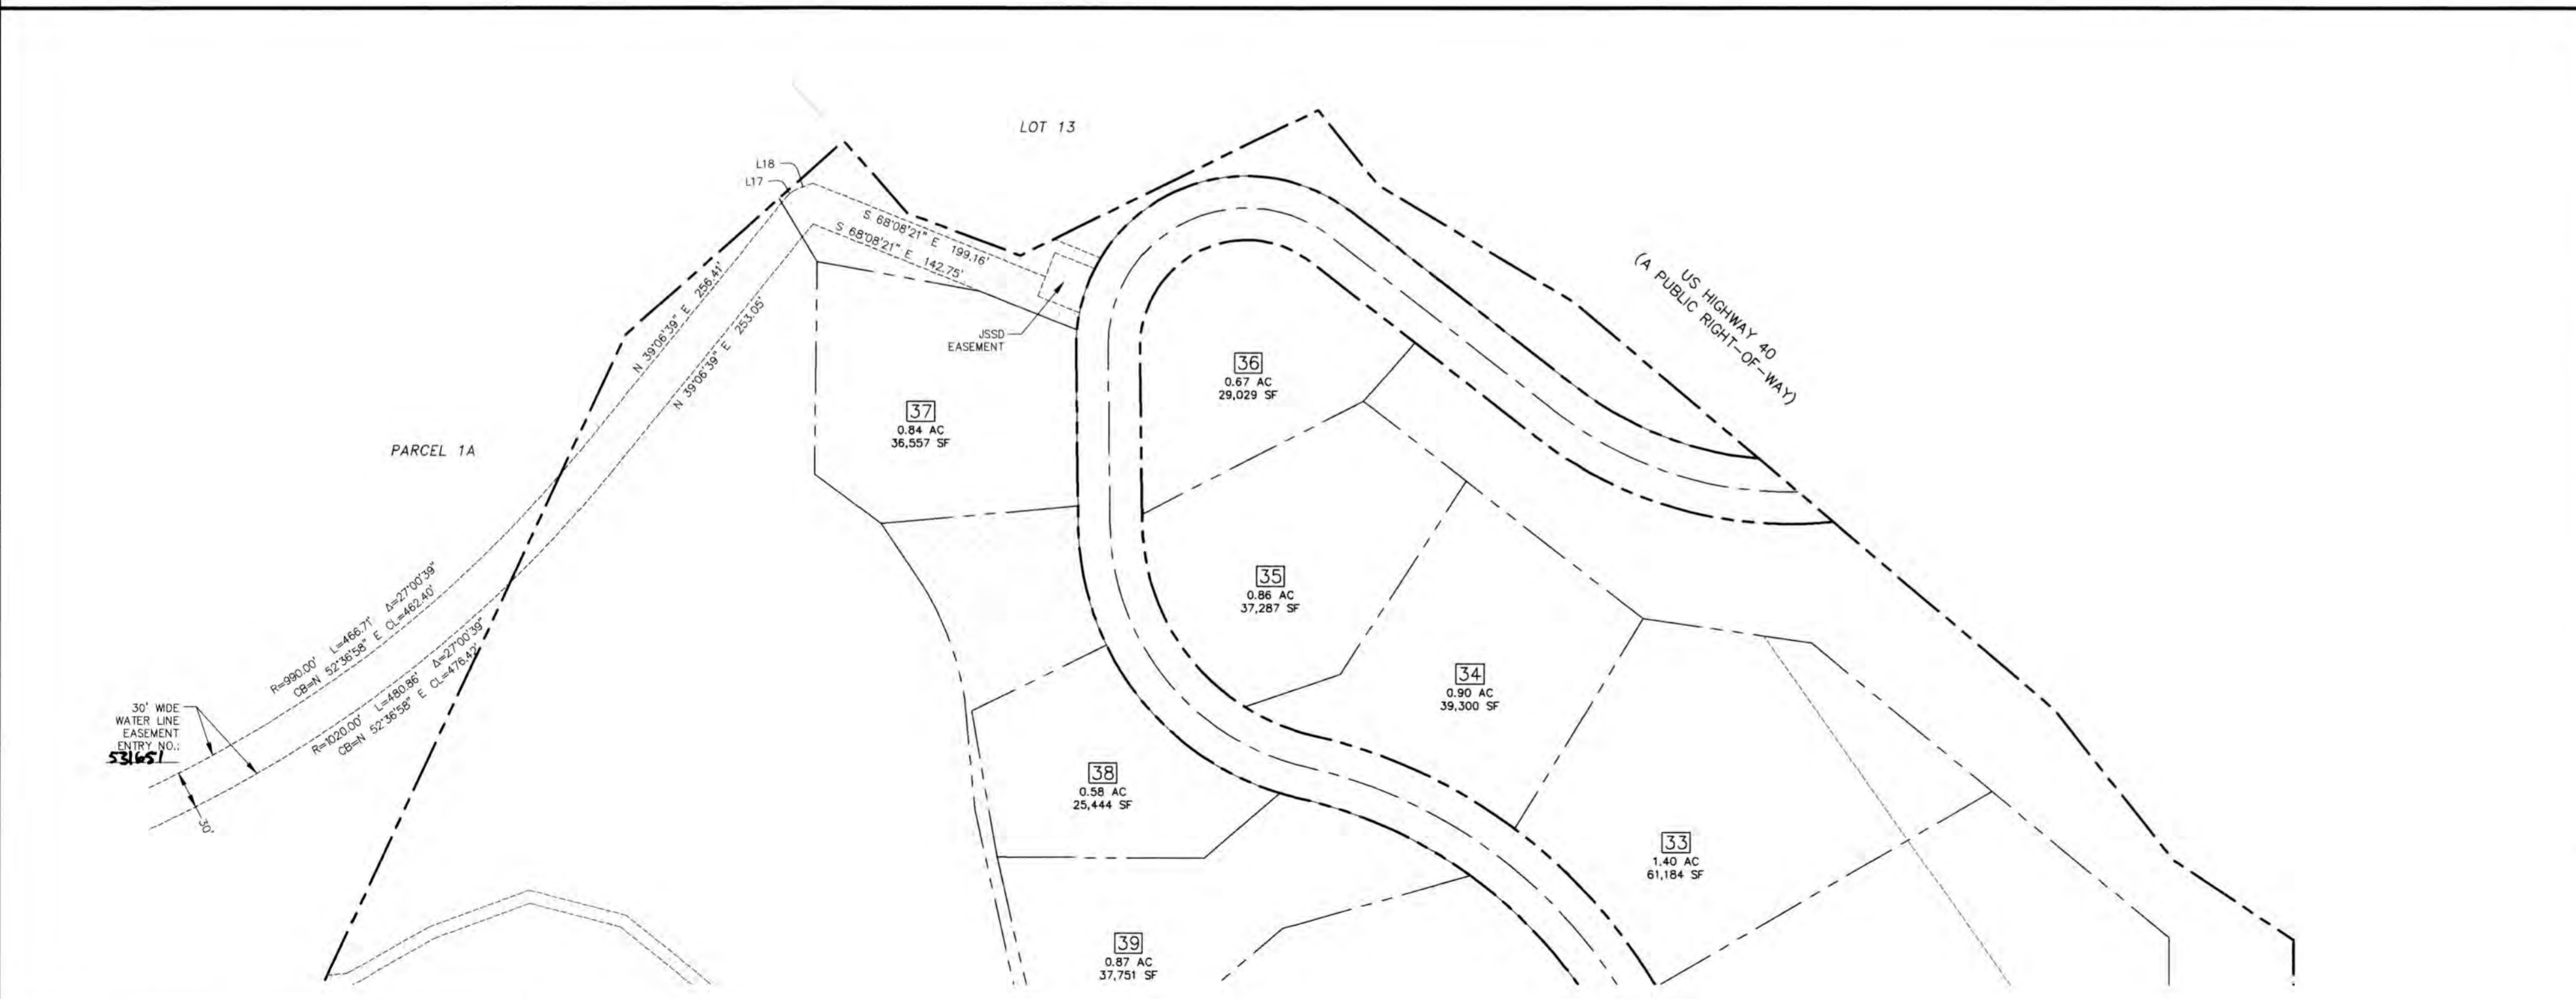 LOT 13
L18
L17
S 68°08'21" E 199.16'
S 68°08'21" E 142.75'
N 39°06'39" E 256.41'
N 39°06'39" E 253.05'
JSSD
EASEMENT
US HIGHWAY 40
(A PUBLIC RIGHT-OF-WAY)
36
0.67 AC
29,029 SF
37
0.84 AC
36,557 SF
PARCEL 1A
35
0.86 AC
37,287 SF
R=990.00' L=466.71' Δ=27°00'39"
CB=N 52°36'58" E CL=462.40'
R=1020.00' L=480.86' Δ=27°00'39"
CB=N 52°36'58" E CL=476.42'
34
0.90 AC
39,300 SF
30' WIDE
WATER LINE
EASEMENT
ENTRY NO.:
531651
30'
38
0.58 AC
25,444 SF
33
1.40 AC
61,184 SF
39
0.87 AC
37,751 SF